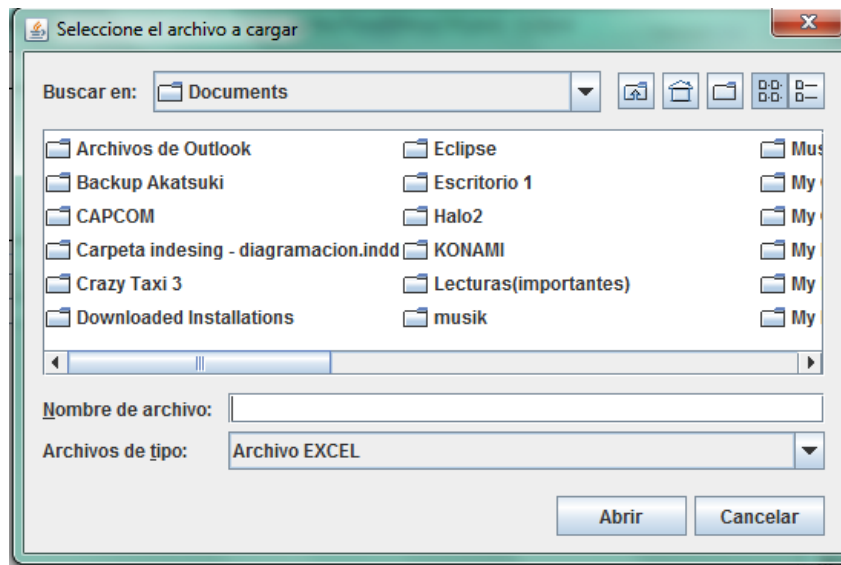 Seleccione el archivo a cargar
Buscar en: Documents
Archivos de Outlook Eclipse Mus
Backup Akatsuki Escritorio 1 My
CAPCOM Halo2 My
Carpeta indesing - diagramacion.indd KONAMI My
Crazy Taxi 3 Lecturas(importantes) My
Downloaded Installations musik My
Nombre de archivo:
Archivos de tipo: Archivo EXCEL
Abrir Cancelar